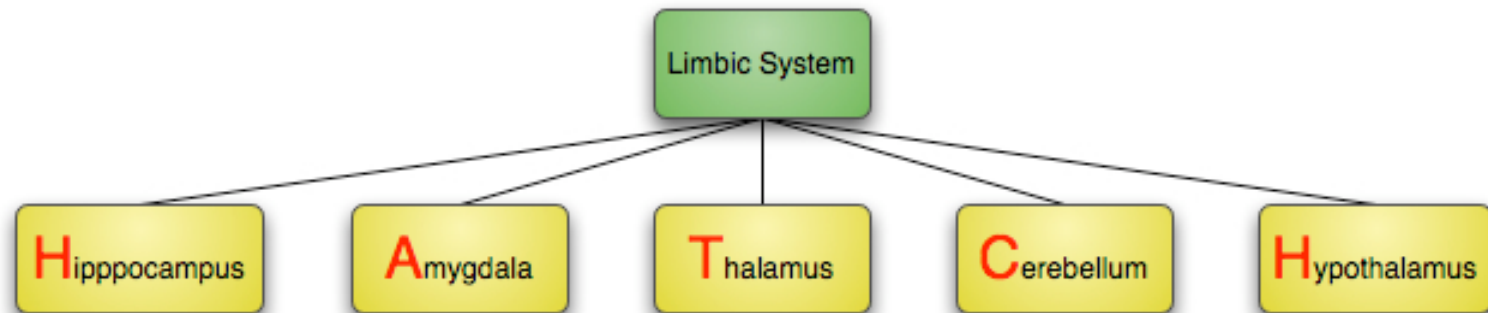 Limbic System
Hipppocampus
Amygdala
Thalamus
Cerebellum
Hypothalamus